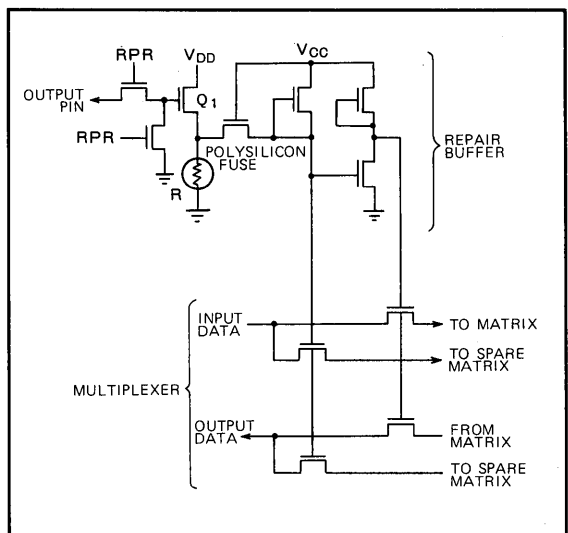 RPR
VDD
VCC
OUTPUT
PIN
Q1
RPR
POLYSILICON
FUSE
R
REPAIR
BUFFER
INPUT
DATA
TO MATRIX
TO SPARE
MATRIX
MULTIPLEXER
OUTPUT
DATA
FROM
MATRIX
TO SPARE
MATRIX